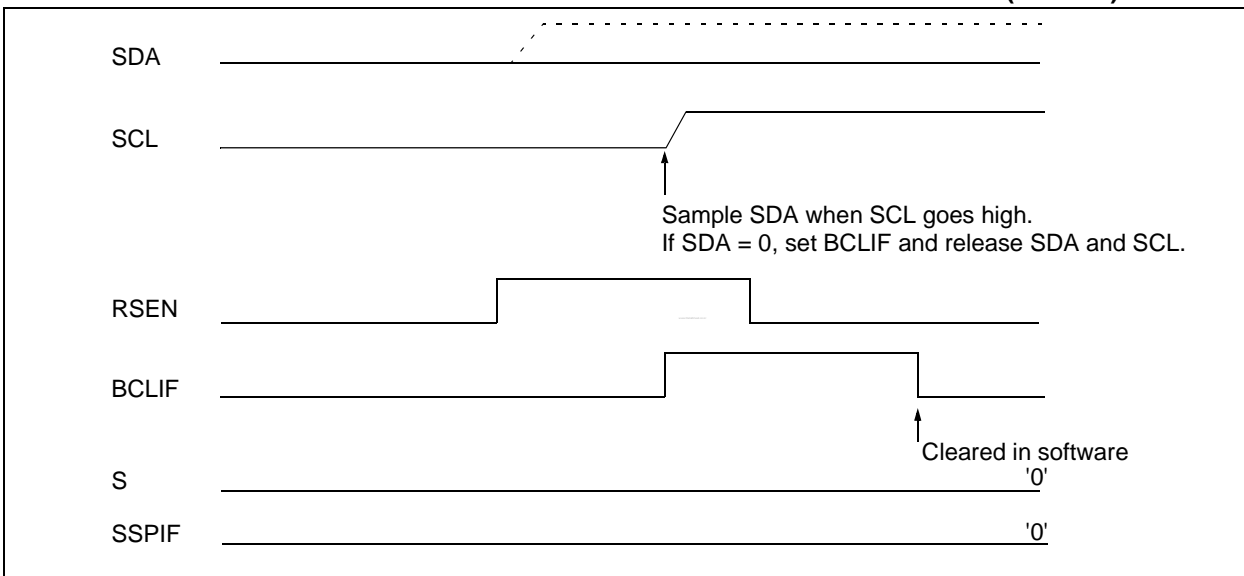 SDA
SCL
Sample SDA when SCL goes high.
If SDA = 0, set BCLIF and release SDA and SCL.
RSEN
BCLIF
Cleared in software
S '0'
SSPIF '0'